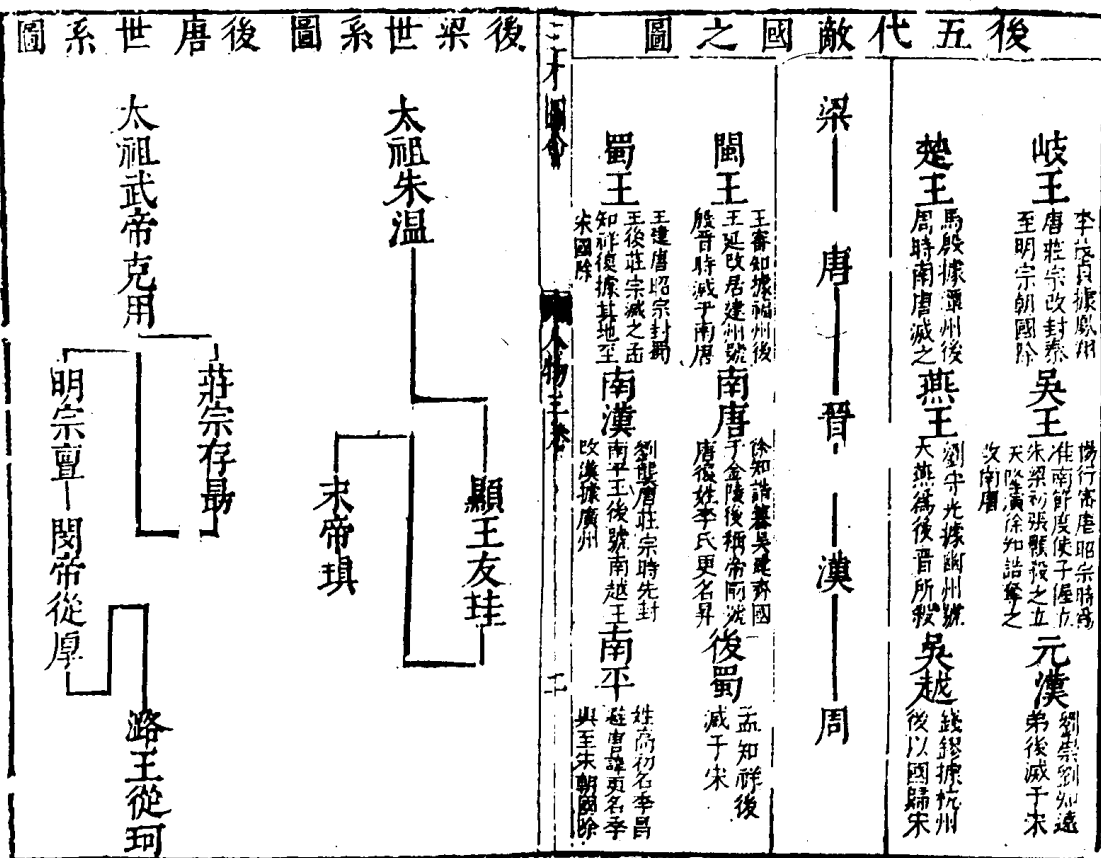 後五代敵國之圖
岐王
李茂貞據鳳翔
唐莊宗改封秦
至明宗朝國除
吳王
楊行密唐昭宗時為
淮南節度使子渥立
朱梁初張顥殺之立
天隆演徐知誥奪之
改南唐
元漢
劉崇劉知遠
弟後滅于宋
楚王
馬殷據潭州後
周時南唐滅之
燕王
劉守光據幽州號
大燕為後晉所殺
吳越
錢鏐據杭州
後以國歸宋
梁
唐
晉
漢
周
閩王
王審知據福州後
王延改居建州號
殷晉時滅于南唐
南唐
徐知誥篡吳建齊國
于金陵後稱帝國號
唐復姓李氏更名昇
後蜀
孟知祥後
滅于宋
蜀王
王建唐昭宗封蜀
王後莊宗滅之孟
知祥復據其地至
宋國除
南漢
劉龑唐莊宗時先封
南平王後號南越王
改漢據廣州
南平
姓高初名季昌
避唐諱更名季
興至宋朝國除
三才圖會
人物三卷
二
後梁世系圖
太祖朱温
顯王友珪
末帝瑱
後唐世系圖
太祖武帝克用
莊宗存勗
明宗亶
閔帝從厚
潞王從珂